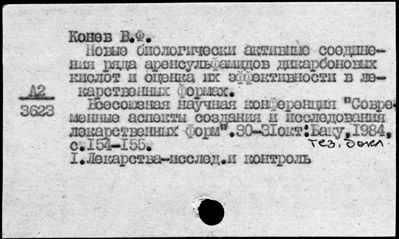 Конев В.Ф.
Новые биологически активные соедине-
ния ряда аренсульфамидов дикарбоновых
кислот и оценка их эффективности в ле-
карственных формах.
А2
3623
Всесоюзная научная конференция "Совре-
менные аспекты создания и исследования
лекарственных форм".30-31окт:Баку,1984,
с.154-155.
тез. докл.
I.Лекарства-исслед.и контроль